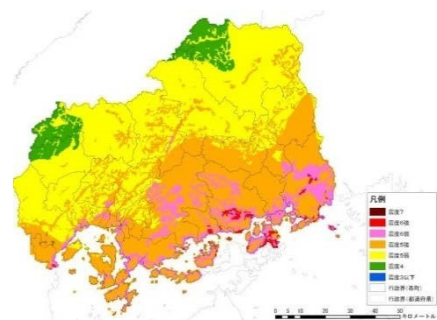 凡例
震度7
震度6強
震度6弱
震度5強
震度5弱
震度4
震度3以下
行政界(市町)
行政界(都道府県)
0 5 10 20 30 40 50
キロメートル